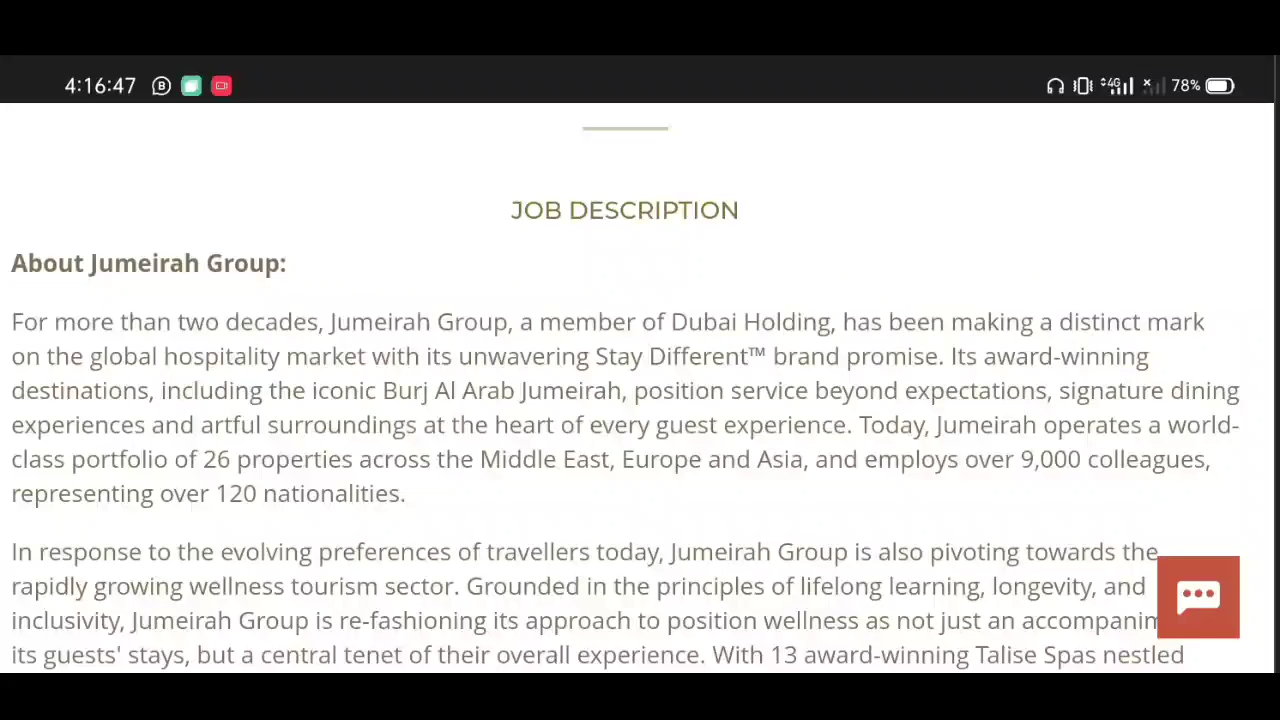 4:16:47 B 4G x 78%
JOB DESCRIPTION
About Jumeirah Group:
For more than two decades, Jumeirah Group, a member of Dubai Holding, has been making a distinct mark
on the global hospitality market with its unwavering Stay Different™ brand promise. Its award-winning
destinations, including the iconic Burj Al Arab Jumeirah, position service beyond expectations, signature dining
experiences and artful surroundings at the heart of every guest experience. Today, Jumeirah operates a world-
class portfolio of 26 properties across the Middle East, Europe and Asia, and employs over 9,000 colleagues,
representing over 120 nationalities.
In response to the evolving preferences of travellers today, Jumeirah Group is also pivoting towards the
rapidly growing wellness tourism sector. Grounded in the principles of lifelong learning, longevity, and
inclusivity, Jumeirah Group is re-fashioning its approach to position wellness as not just an
its guests' stays, but a central tenet of their overall experience. With 13 award-winning Talise Spas nestled